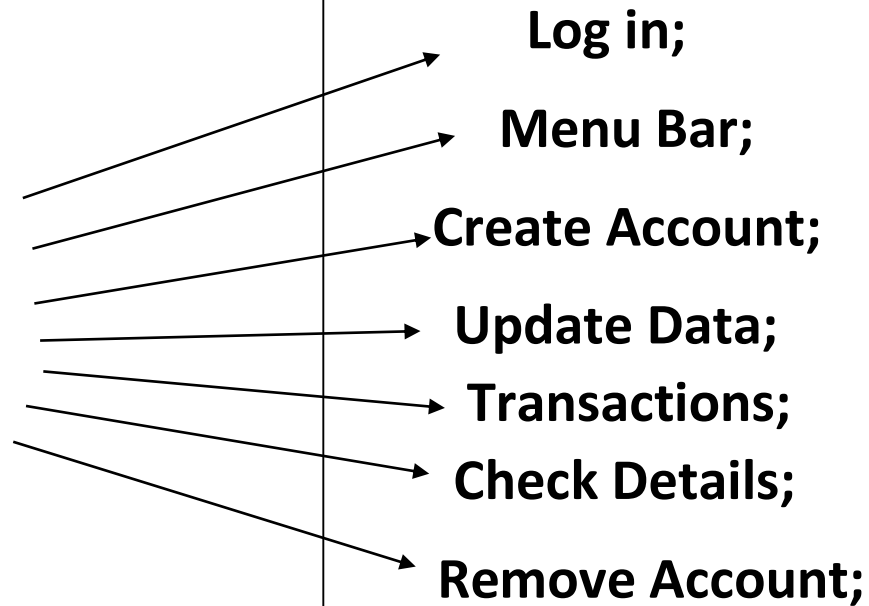 Log in;
Menu Bar;
Create Account;
Update Data;
Transactions;
Check Details;
Remove Account;